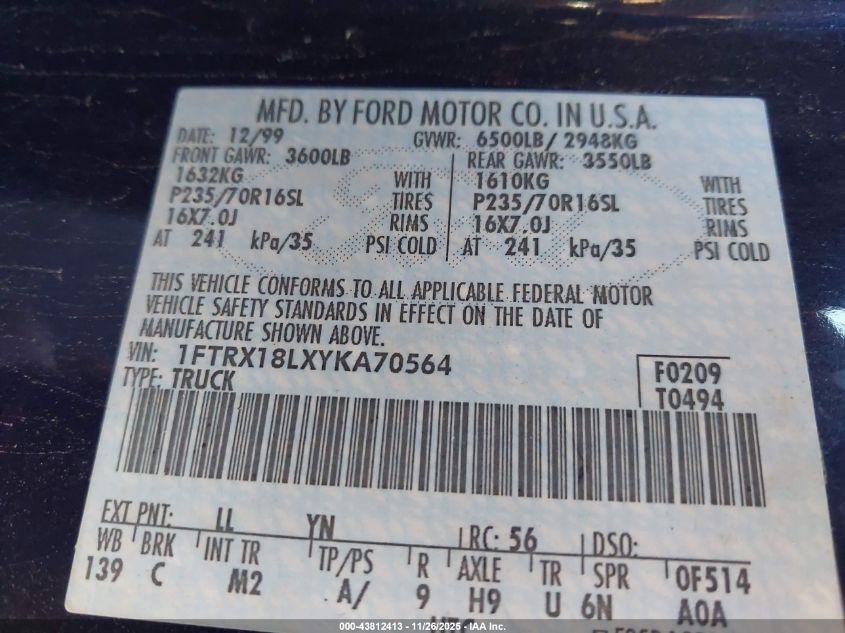 MFD. BY FORD MOTOR CO. IN U.S.A.
DATE: 12/99 GVWR: 6500LB/ 2948KG
FRONT GAWR: 3600LB REAR GAWR: 3550LB
1632KG WITH 1610KG WITH
P235/70R16SL TIRES P235/70R16SL TIRES
16X7.0J RIMS 16X7.0J RIMS
AT 241 kPa/35 PSI COLD AT 241 kPa/35 PSI COLD
THIS VEHICLE CONFORMS TO ALL APPLICABLE FEDERAL MOTOR
VEHICLE SAFETY STANDARDS IN EFFECT ON THE DATE OF
MANUFACTURE SHOWN ABOVE.
VIN: 1FTRX18LXYKA70564
TYPE: TRUCK
F0209
T0494
EXT PNT: LL YN RC: 56 DSO:
WB BRK INT TR TP/PS R AXLE TR SPR 0F514
139 C M2 A/ 9 H9 U 6N A0A
000-43812413 - 11/26/2025 - IAA Inc.